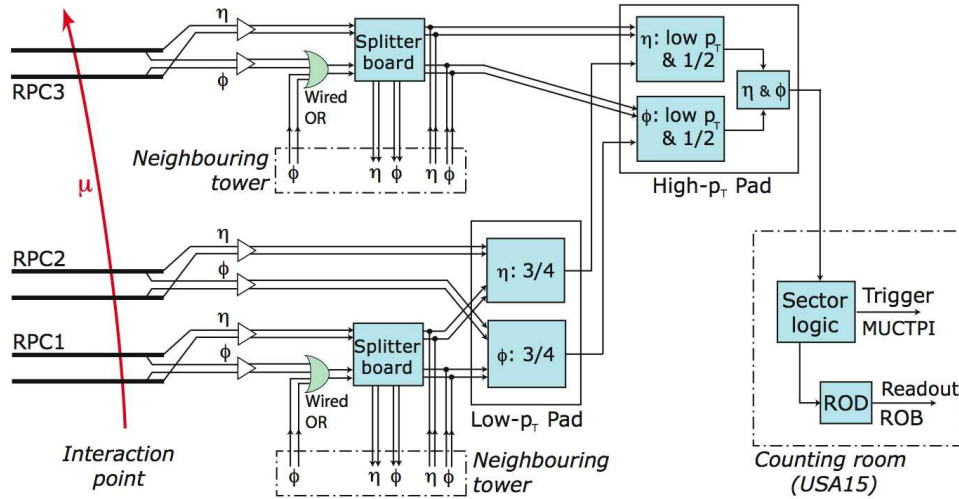 η
RPC3
φ
Wired
OR
Splitter
board
Neighbouring
tower
φ
η
φ
η
φ
η: low pT
& 1/2
φ: low pT
& 1/2
η & φ
High-pT Pad
μ
RPC2
η
φ
RPC1
η
φ
Wired
OR
Splitter
board
η: 3/4
φ: 3/4
Low-pT Pad
Interaction
point
φ
η
φ
η
φ
Neighbouring
tower
Sector
logic
Trigger
MUCTPI
ROD
Readout
ROB
Counting room
(USA15)